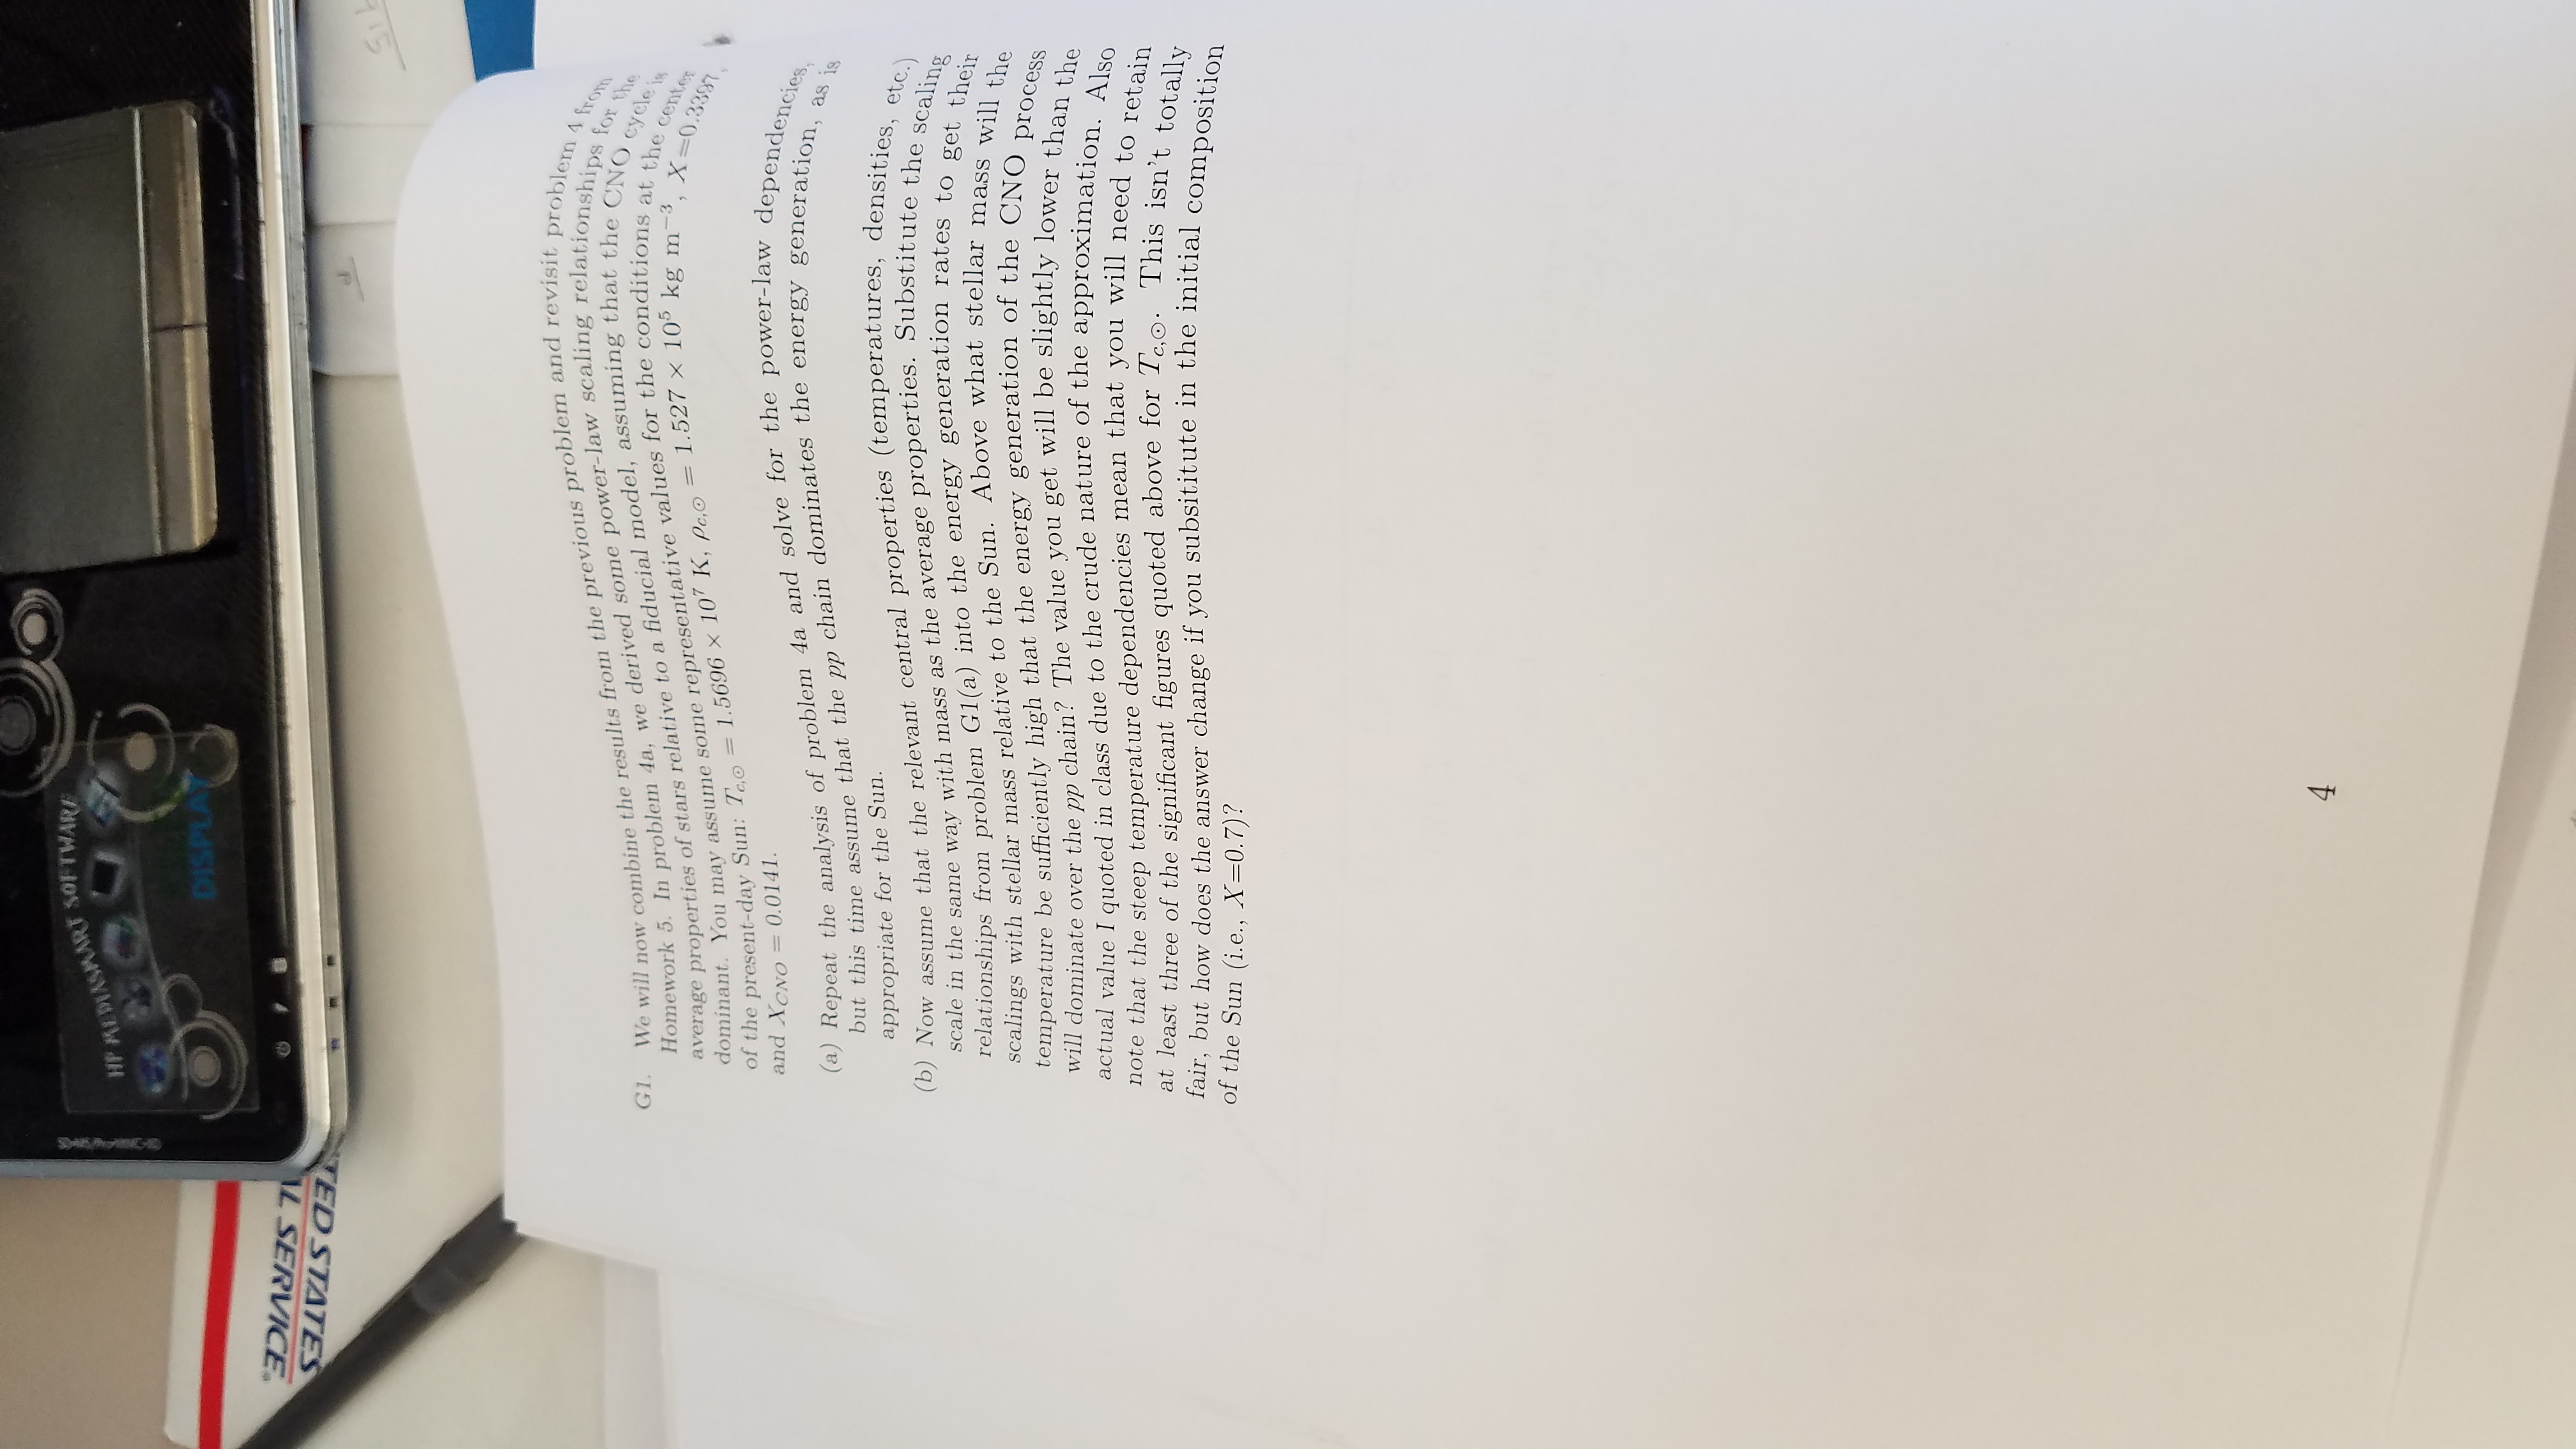 HP MEDIASMART SOFTWARE
DISPLAY
TED STATES
AL SERVICE®
G1. We will now combine the results from the previous problem and revisit problem 4 from
Homework 5. In problem 4a, we derived some power-law scaling relationships for the
average properties of stars relative to a fiducial model, assuming that the CNO cycle is
dominant. You may assume some representative values for the conditions at the center
of the present-day Sun: T_{c,⊙} = 1.5696 × 10⁷ K, ρ_{c,⊙} = 1.527 × 10⁵ kg m⁻³, X=0.3397,
and X_{CNO} = 0.0141.
(a) Repeat the analysis of problem 4a and solve for the power-law dependencies,
but this time assume that the pp chain dominates the energy generation, as is
appropriate for the Sun.
(b) Now assume that the relevant central properties (temperatures, densities, etc.)
scale in the same way with mass as the average properties. Substitute the scaling
relationships from problem G1(a) into the energy generation rates to get their
scalings with stellar mass relative to the Sun. Above what stellar mass will the
temperature be sufficiently high that the energy generation of the CNO process
will dominate over the pp chain? The value you get will be slightly lower than the
actual value I quoted in class due to the crude nature of the approximation. Also
note that the steep temperature dependencies mean that you will need to retain
at least three of the significant figures quoted above for T_{c,⊙}. This isn't totally
fair, but how does the answer change if you subsititute in the initial composition
of the Sun (i.e., X=0.7)?
4